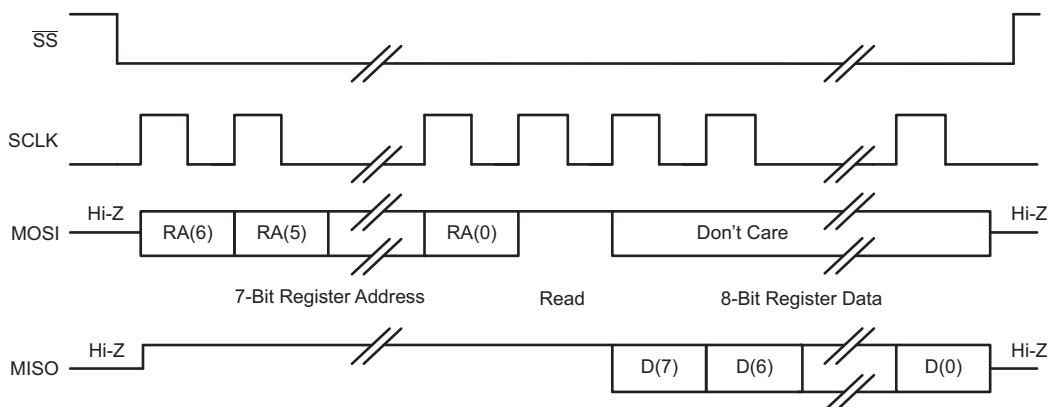 S̅S̅
SCLK
Hi-Z Hi-Z
MOSI RA(6) RA(5) RA(0) Don’t Care
7-Bit Register Address Read 8-Bit Register Data
Hi-Z Hi-Z
MISO D(7) D(6) D(0)